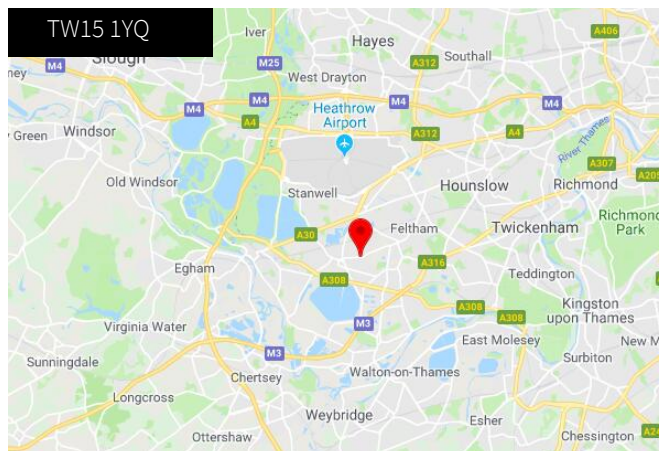 TW15 1YQ
Iver
Hayes
Southall
A406
Slough
M25
A312
M4
West Drayton
M4
M4
M4
Heathrow
Airport
A4
A312
A4
Green
Windsor
River Thames
A307
Old Windsor
Stanwell
Hounslow
Richmond
A205
A30
Feltham
Twickenham
Richmond
Park
Egham
A316
Teddington
A308
A308
A308
Kingston
upon Thames
M3
Virginia Water
East Molesey
New M
M3
Surbiton
Sunningdale
Chertsey
Walton-on-Thames
Longcross
Weybridge
Esher
Chessington
Ottershaw
A24